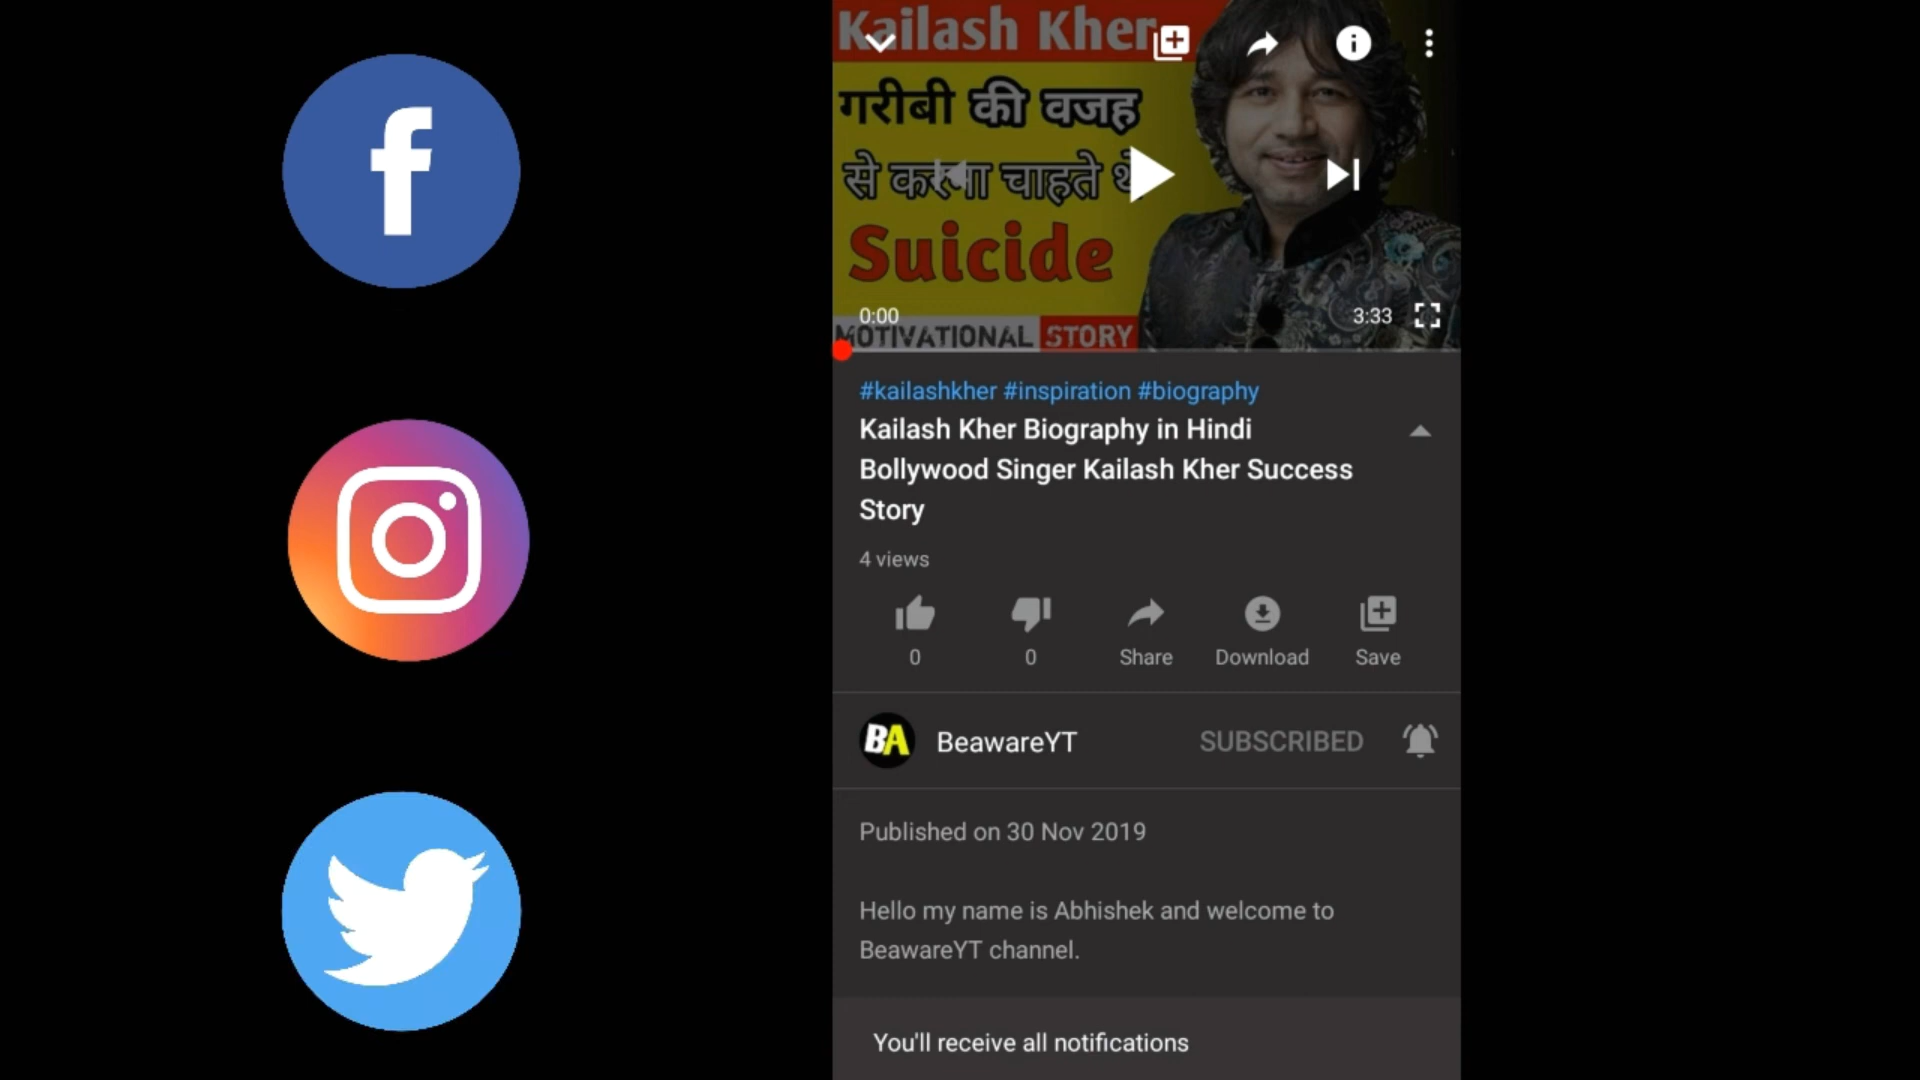 Kailash Kher
गरीबी की वजह
से करना चाहते थे
Suicide
0:00
3:33
MOTIVATIONAL STORY
#kailashkher #inspiration #biography
Kailash Kher Biography in Hindi
Bollywood Singer Kailash Kher Success
Story
4 views
0
0
Share
Download
Save
BA
BeawareYT
SUBSCRIBED
Published on 30 Nov 2019
Hello my name is Abhishek and welcome to
BeawareYT channel.
You'll receive all notifications